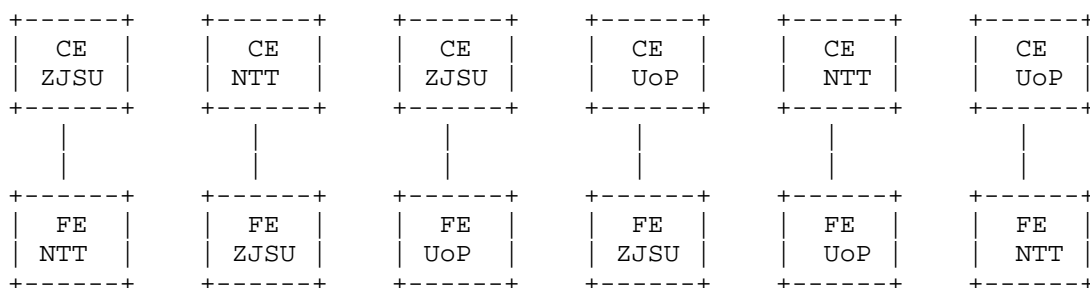 +------+ +------+ +------+ +------+ +------+ +------+
| CE | | CE | | CE | | CE | | CE | | CE |
| ZJSU | | NTT | | ZJSU | | UoP | | NTT | | UoP |
+------+ +------+ +------+ +------+ +------+ +------+
| | | | | |
| | | | | |
+------+ +------+ +------+ +------+ +------+ +------+
| FE | | FE | | FE | | FE | | FE | | FE |
| NTT | | ZJSU | | UoP | | ZJSU | | UoP | | NTT |
+------+ +------+ +------+ +------+ +------+ +------+